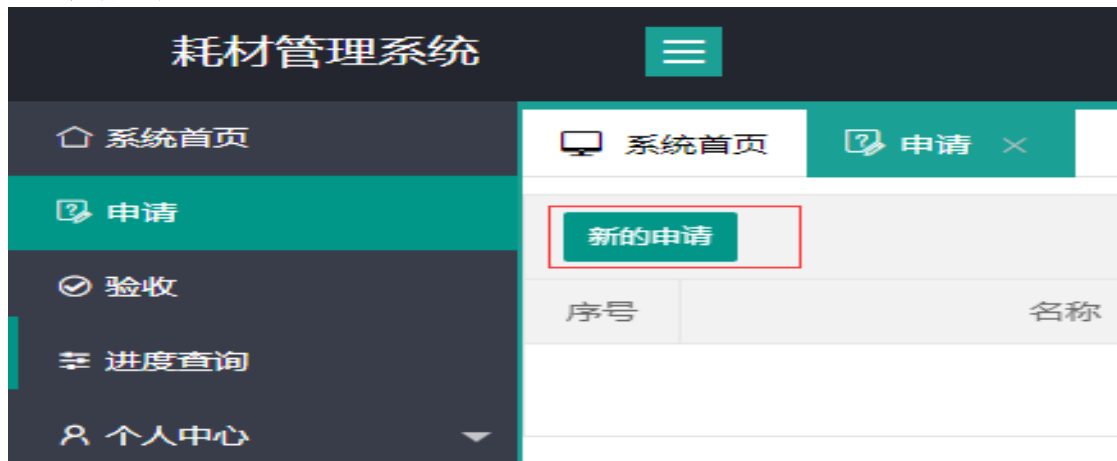 耗材管理系统
系统首页
申请
验收
进度查询
个人中心
系统首页 申请
新的申请
序号 名称